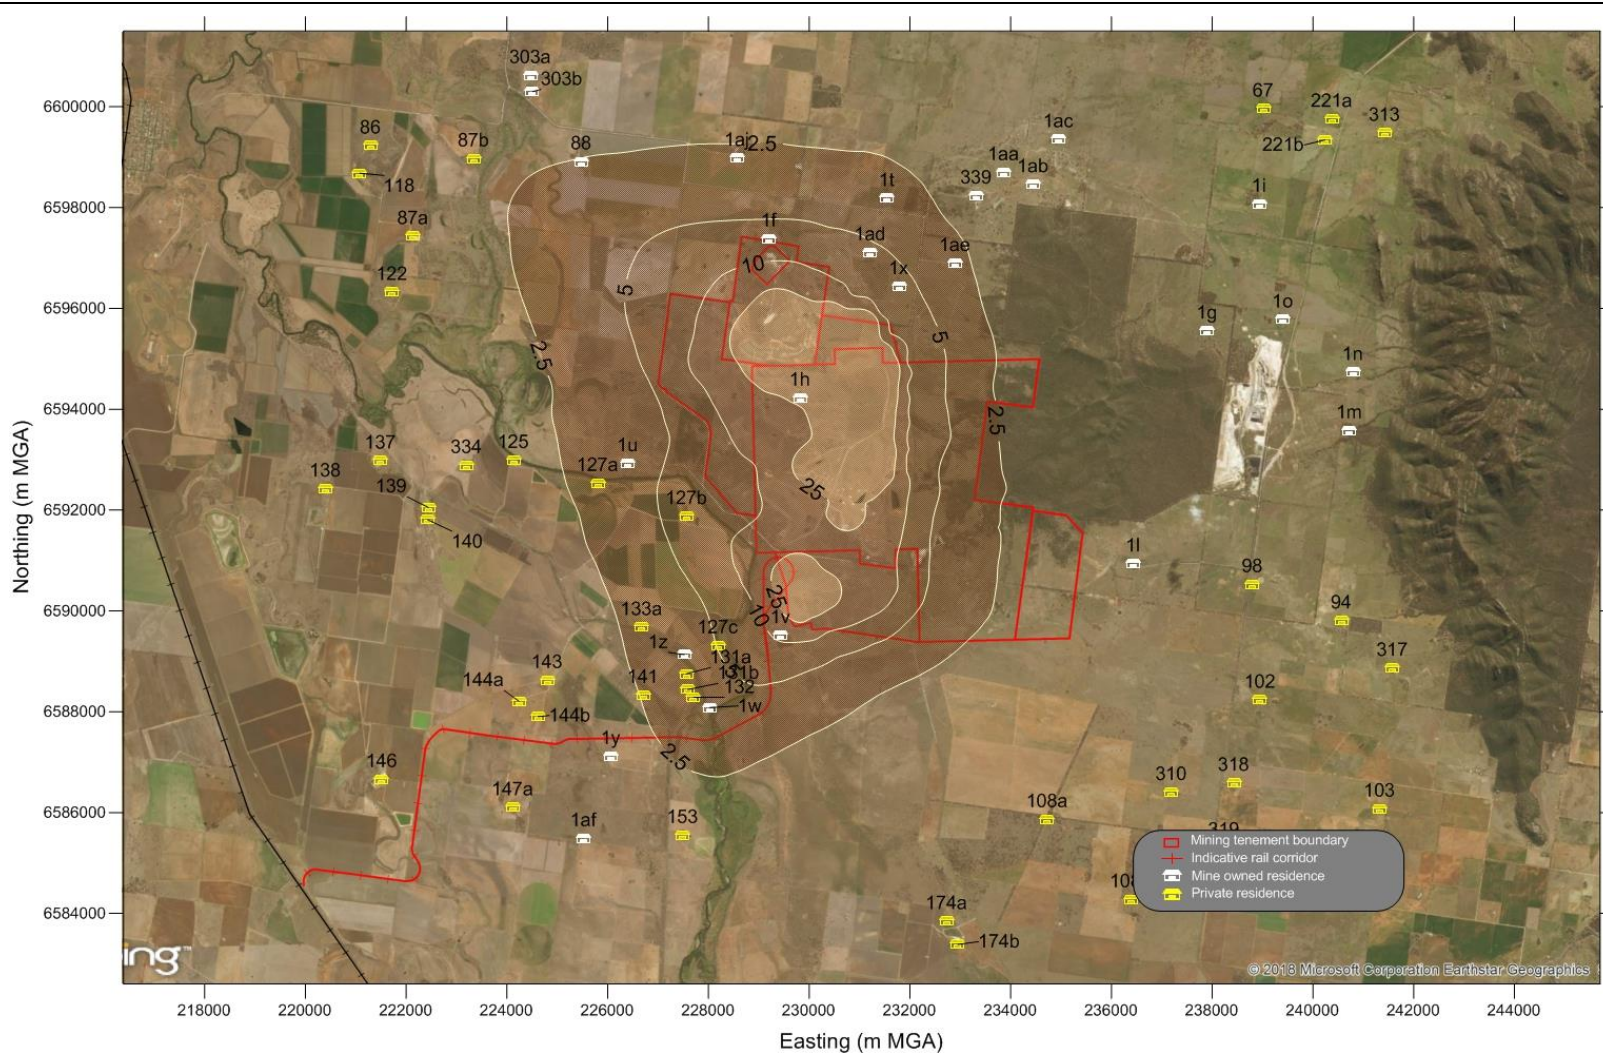 303a
303b
6600000
67
221a
313
221b
86
87b
88
1aj
2.5
1ac
1aa
1ab
339
118
1t
1i
6598000
87a
1f
1ad
1ae
122
10
1x
5
6596000
1g
1o
2.5
5
1n
1h
6594000
2.5
1m
137
334
125
1u
127a
138
139
127b
25
6592000
140
1l
98
25
6590000
10
1v
94
133a
127c
1z
131a
131b
132
317
144a
143
141
1w
102
6588000
144b
1y
2.5
146
310
318
103
147a
108a
6586000
1af
153
319
Mining tenement boundary
Indicative rail corridor
Mine owned residence
Private residence
174a
6584000
174b
ing™
© 2018 Microsoft Corporation Earthstar Geographics
218000 220000 222000 224000 226000 228000 230000 232000 234000 236000 238000 240000 242000 244000
Northing (m MGA)
Easting (m MGA)